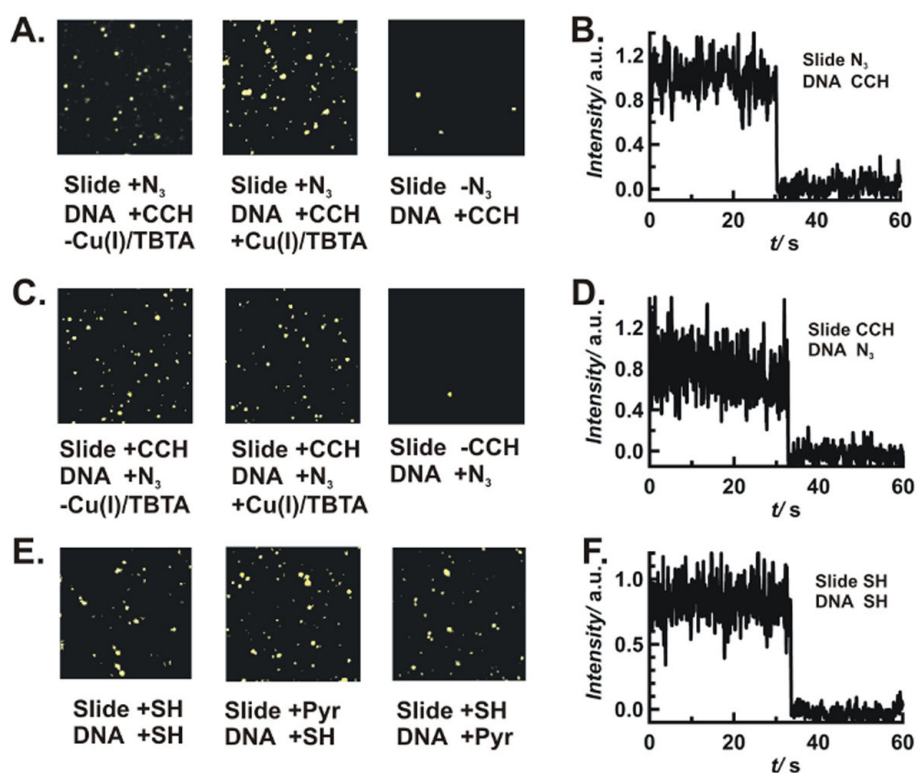 A.
Slide +N₃
DNA +CCH
-Cu(I)/TBTA
Slide +N₃
DNA +CCH
+Cu(I)/TBTA
Slide -N₃
DNA +CCH
B.
Intensity/ a.u.
1.2
0.8
0.4
0.0
Slide N₃
DNA CCH
0 20 40 60
t/ s
C.
Slide +CCH
DNA +N₃
-Cu(I)/TBTA
Slide +CCH
DNA +N₃
+Cu(I)/TBTA
Slide -CCH
DNA +N₃
D.
Intensity/ a.u.
1.2
0.8
0.4
0.0
Slide CCH
DNA N₃
0 20 40 60
t/ s
E.
Slide +SH
DNA +SH
Slide +Pyr
DNA +SH
Slide +SH
DNA +Pyr
F.
Intensity/ a.u.
1.0
0.5
0.0
Slide SH
DNA SH
0 20 40 60
t/ s